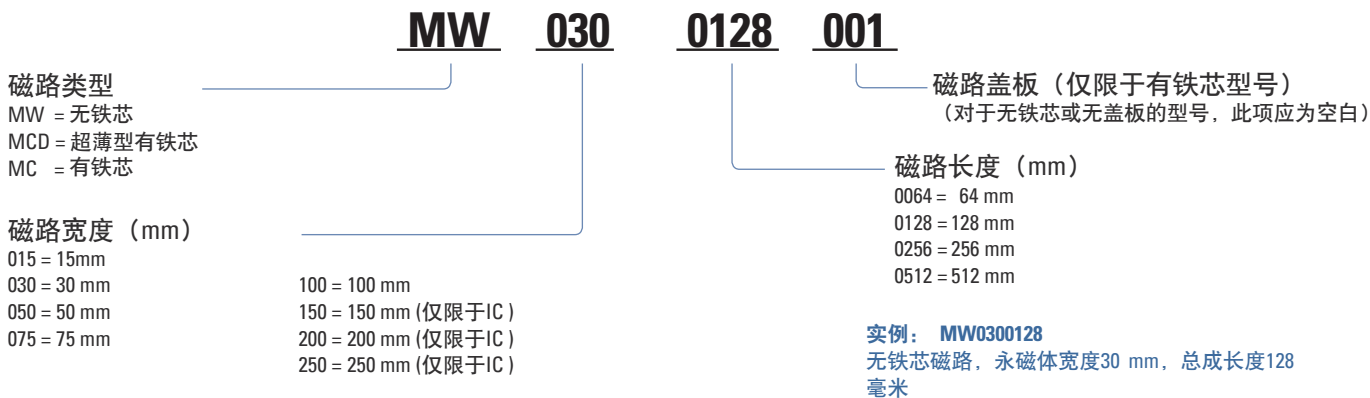 MW 030 0128 001
磁路类型
MW = 无铁芯
MCD = 超薄型有铁芯
MC = 有铁芯
磁路宽度（mm）
015 = 15mm
030 = 30 mm
050 = 50 mm
075 = 75 mm
100 = 100 mm
150 = 150 mm (仅限于IC )
200 = 200 mm (仅限于IC )
250 = 250 mm (仅限于IC )
磁路盖板（仅限于有铁芯型号）
（对于无铁芯或无盖板的型号，此项应为空白）
磁路长度（mm）
0064 = 64 mm
0128 = 128 mm
0256 = 256 mm
0512 = 512 mm
实例： MW0300128
无铁芯磁路，永磁体宽度30 mm，总成长度128
毫米